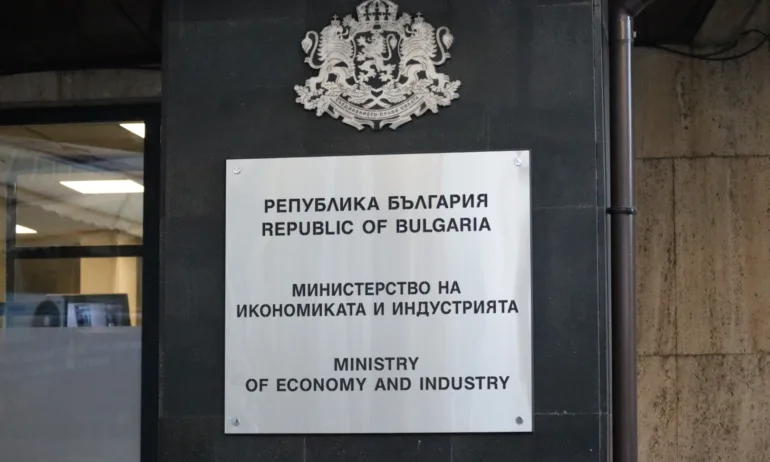 РЕПУБЛИКА БЪЛГАРИЯ
REPUBLIC OF BULGARIA
МИНИСТЕРСТВО НА
ИКОНОМИКАТА И ИНДУСТРИЯТА
MINISTRY
OF ECONOMY AND INDUSTRY